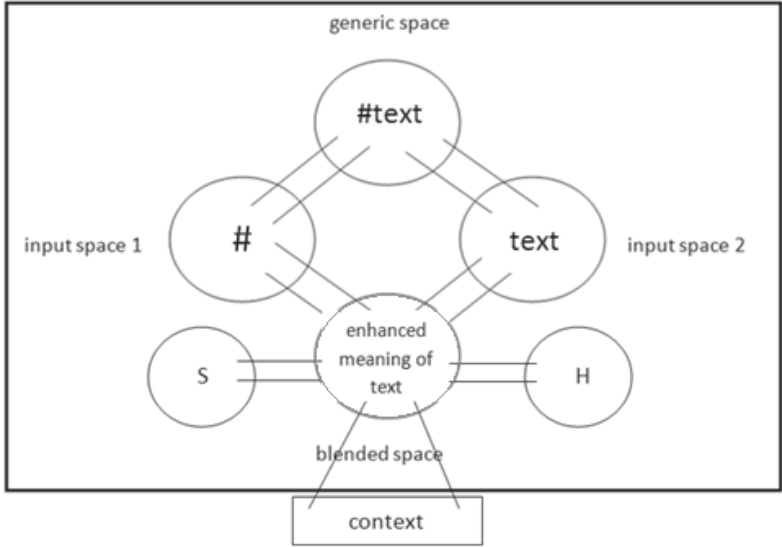 generic space
#text
input space 1
#
text
input space 2
enhanced
meaning of
text
S
H
blended space
context